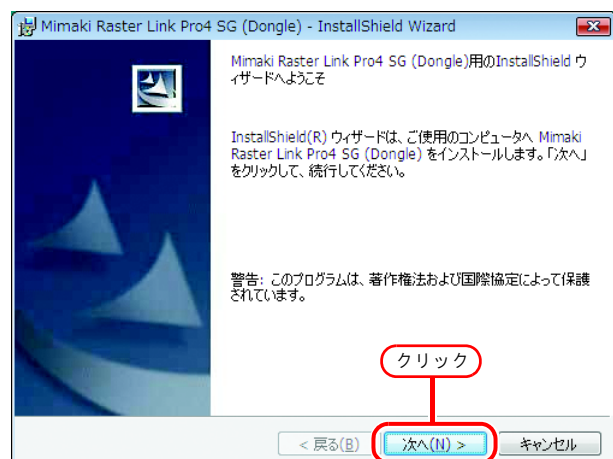 Mimaki Raster Link Pro4 SG (Dongle) - InstallShield Wizard
Mimaki Raster Link Pro4 SG (Dongle)用のInstallShield ウ
ィザードへようこそ
InstallShield(R) ウィザードは、ご使用のコンピュータへ Mimaki
Raster Link Pro4 SG (Dongle) をインストールします。「次へ」
をクリックして、続行してください。
警告: このプログラムは、著作権法および国際協定によって保護
されています。
クリック
< 戻る(B)
次へ(N) >
キャンセル